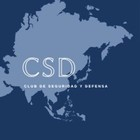 CSD
CLUB DE SEGURIDAD Y DEFENSA